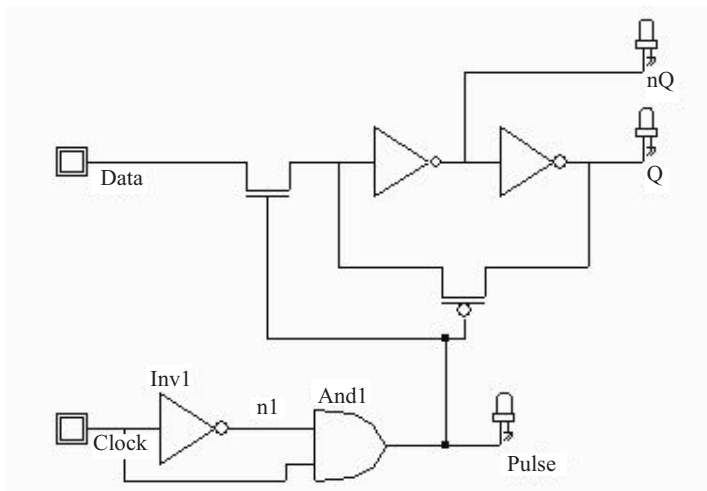 nQ
Data
Q
Inv1
And1
n1
Clock
Pulse